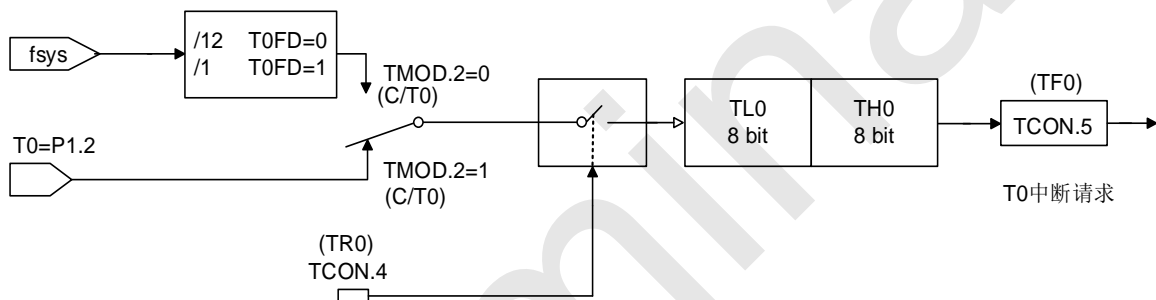 /12 T0FD=0
/1 T0FD=1
fsys
TMOD.2=0
(C/T0)
T0=P1.2
TMOD.2=1
(C/T0)
TL0
8 bit
TH0
8 bit
(TF0)
TCON.5
T0中断请求
(TR0)
TCON.4